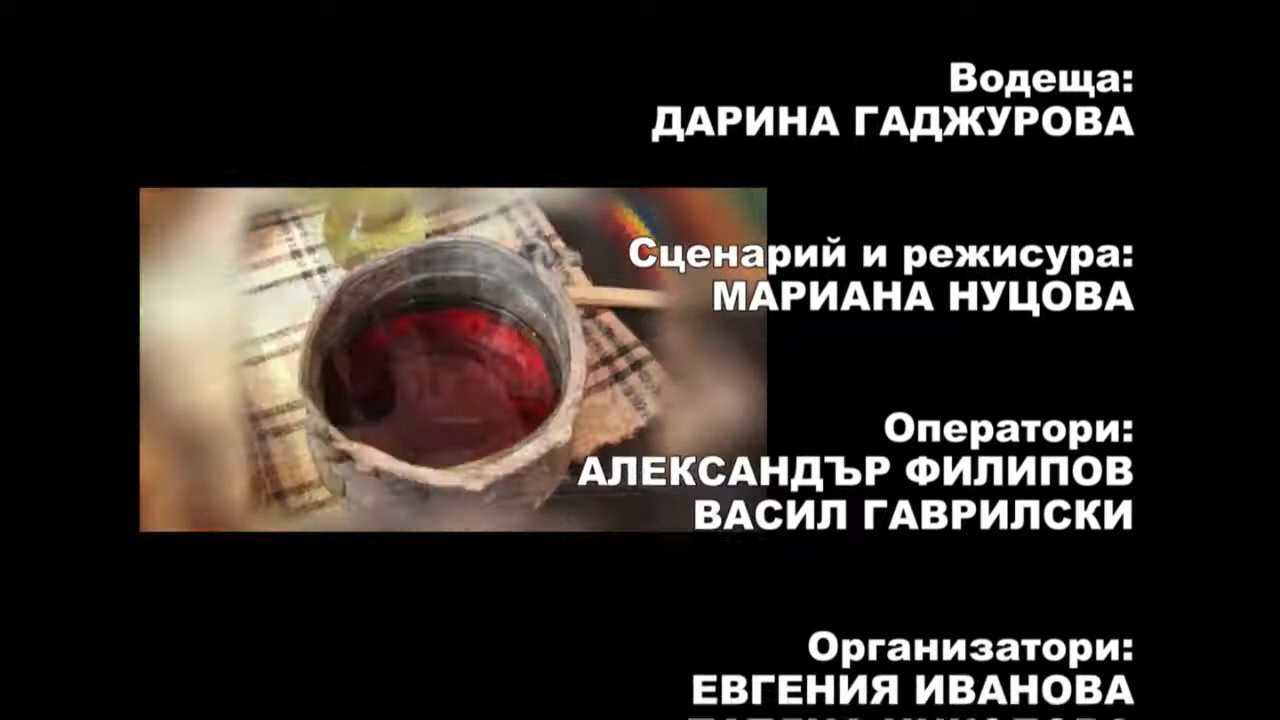 Водеща:
ДАРИНА ГАДЖУРОВА
Сценарий и режисура:
МАРИАНА НУЦОВА
Оператори:
АЛЕКСАНДЪР ФИЛИПОВ
ВАСИЛ ГАВРИЛСКИ
Организатори:
ЕВГЕНИЯ ИВАНОВА